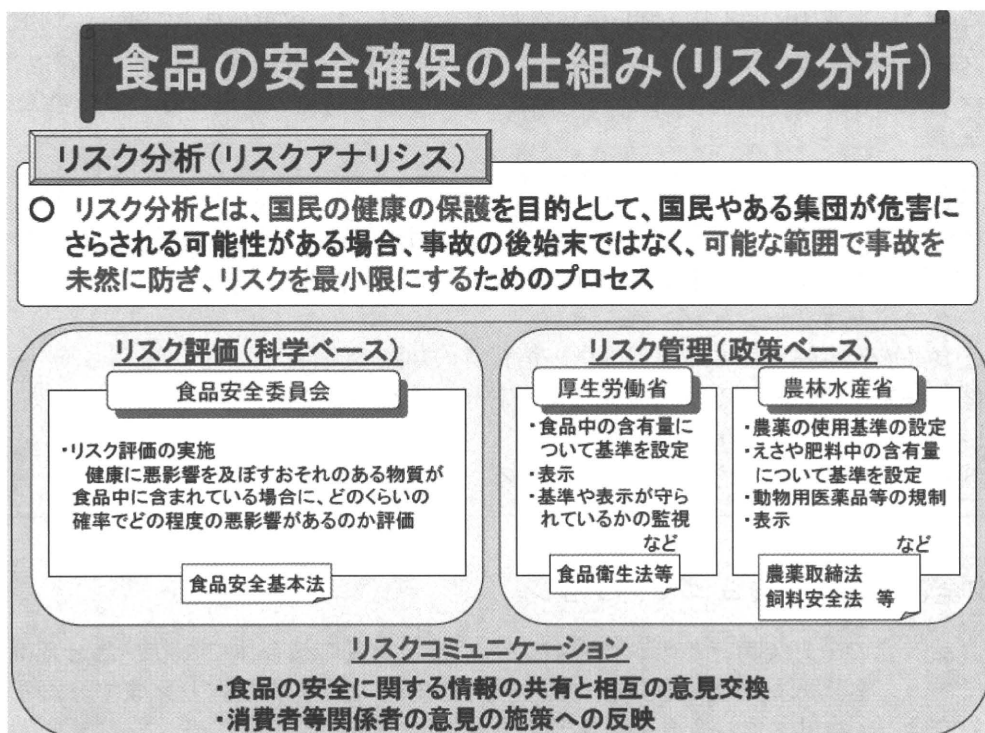 食品の安全確保の仕組み(リスク分析)
リスク分析(リスクアナリシス)
○ リスク分析とは、国民の健康の保護を目的として、国民やある集団が危害に
さらされる可能性がある場合、事故の後始末ではなく、可能な範囲で事故を
未然に防ぎ、リスクを最小限にするためのプロセス
リスク評価(科学ベース)
食品安全委員会
・リスク評価の実施
健康に悪影響を及ぼすおそれのある物質が
食品中に含まれている場合に、どのくらいの
確率でどの程度の悪影響があるのか評価
食品安全基本法
リスク管理(政策ベース)
厚生労働省
・食品中の含有量に
ついて基準を設定
・表示
・基準や表示が守ら
れているかの監視
など
食品衛生法等
農林水産省
・農薬の使用基準の設定
・えさや肥料中の含有量
について基準を設定
・動物用医薬品等の規制
・表示
など
農薬取締法
飼料安全法 等
リスクコミュニケーション
・食品の安全に関する情報の共有と相互の意見交換
・消費者等関係者の意見の施策への反映